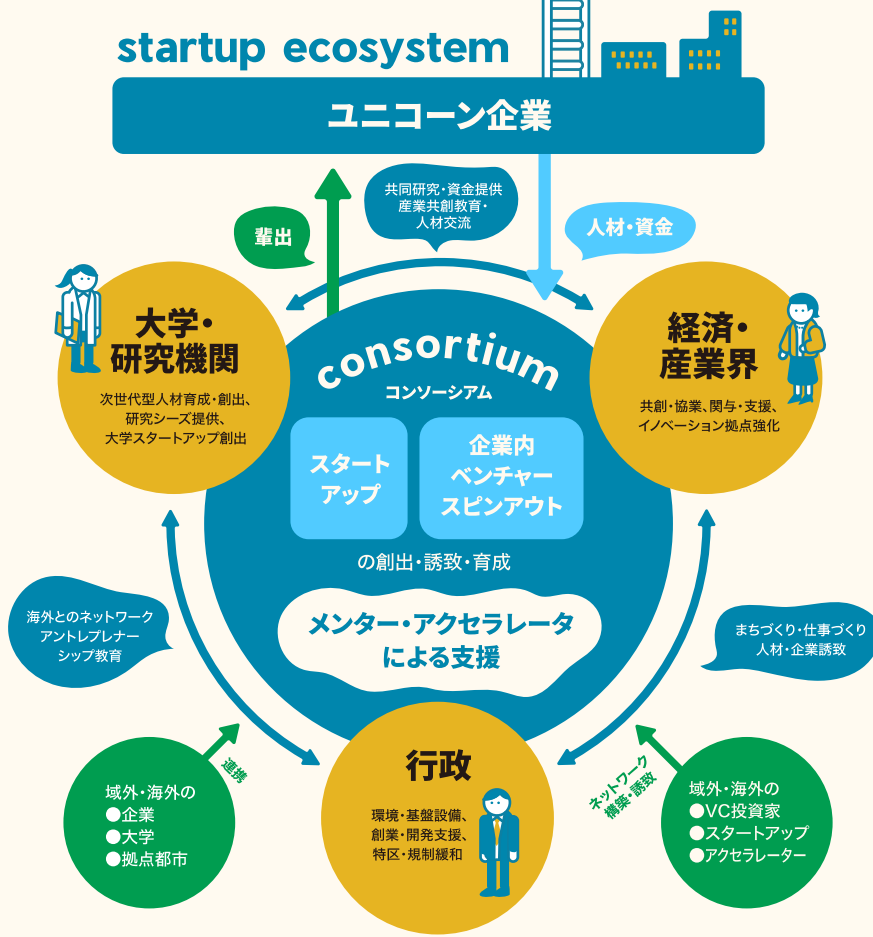 startup ecosystem
ユニコーン企業
共同研究・資金提供
産業共創教育・
人材交流
輩出
人材・資金
大学・
研究機関
次世代型人材育成・創出、
研究シーズ提供、
大学スタートアップ創出
経済・
産業界
共創・協業、関与・支援、
イノベーション拠点強化
consortium
コンソーシアム
スタート
アップ
企業内
ベンチャー
スピンアウト
の創出・誘致・育成
メンター・アクセラレータ
による支援
海外とのネットワーク
アントレプレナー
シップ教育
まちづくり・仕事づくり
人材・企業誘致
行政
環境・基盤設備、
創業・開発支援、
特区・規制緩和
連携
域外・海外の
●企業
●大学
●拠点都市
ネットワーク
構築・誘致
域外・海外の
●VC投資家
●スタートアップ
●アクセラレーター